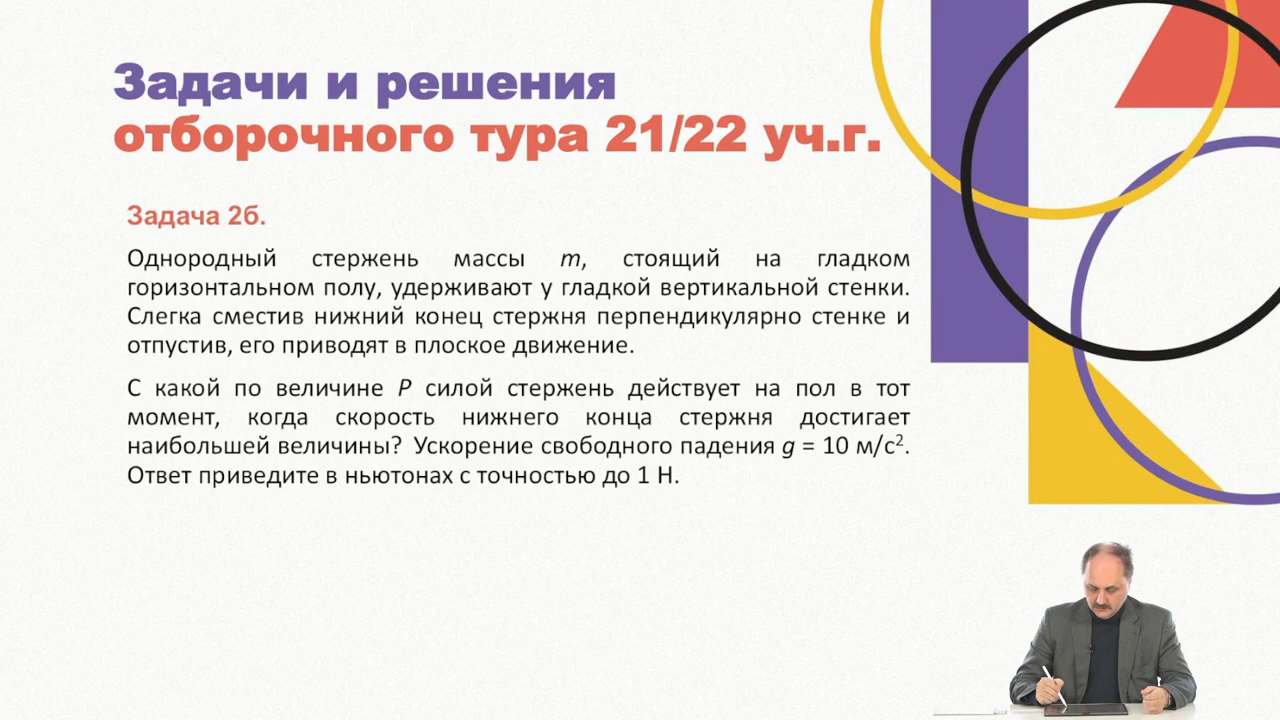 Задачи и решения
отборочного тура 21/22 уч.г.
Задача 2б.
Однородный стержень массы m, стоящий на гладком
горизонтальном полу, удерживают у гладкой вертикальной стенки.
Слегка сместив нижний конец стержня перпендикулярно стенке и
отпустив, его приводят в плоское движение.
С какой по величине P силой стержень действует на пол в тот
момент, когда скорость нижнего конца стержня достигает
наибольшей величины? Ускорение свободного падения g = 10 м/с².
Ответ приведите в ньютонах с точностью до 1 Н.